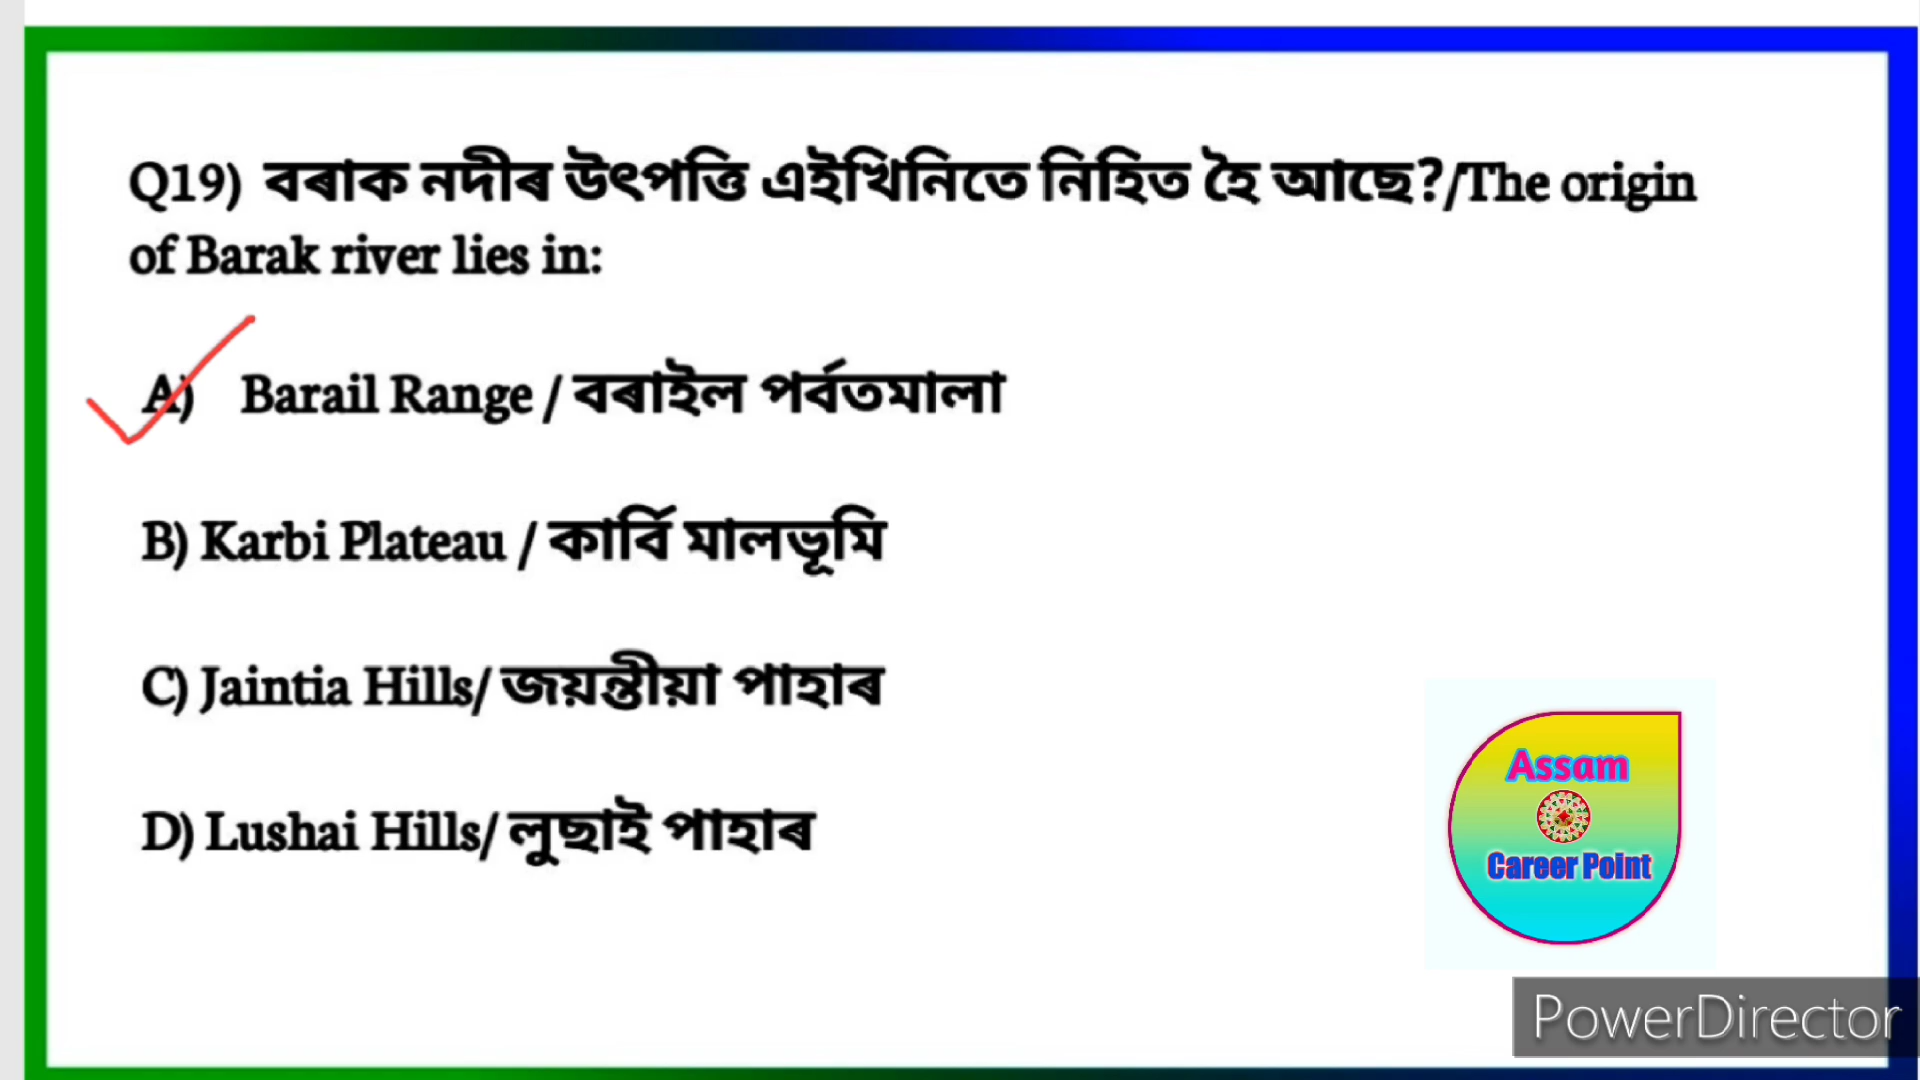 Q19) বৰাক নদীৰ উৎপত্তি এইখিনিতে নিহিত হৈ আছে?/The origin
of Barak river lies in:
A) Barail Range / বৰাইল পৰ্বতমালা
B) Karbi Plateau / কাৰ্বি মালভূমি
C) Jaintia Hills/ জয়ন্তীয়া পাহাৰ
D) Lushai Hills/ লুছাই পাহাৰ
Assam
Career Point
PowerDirector